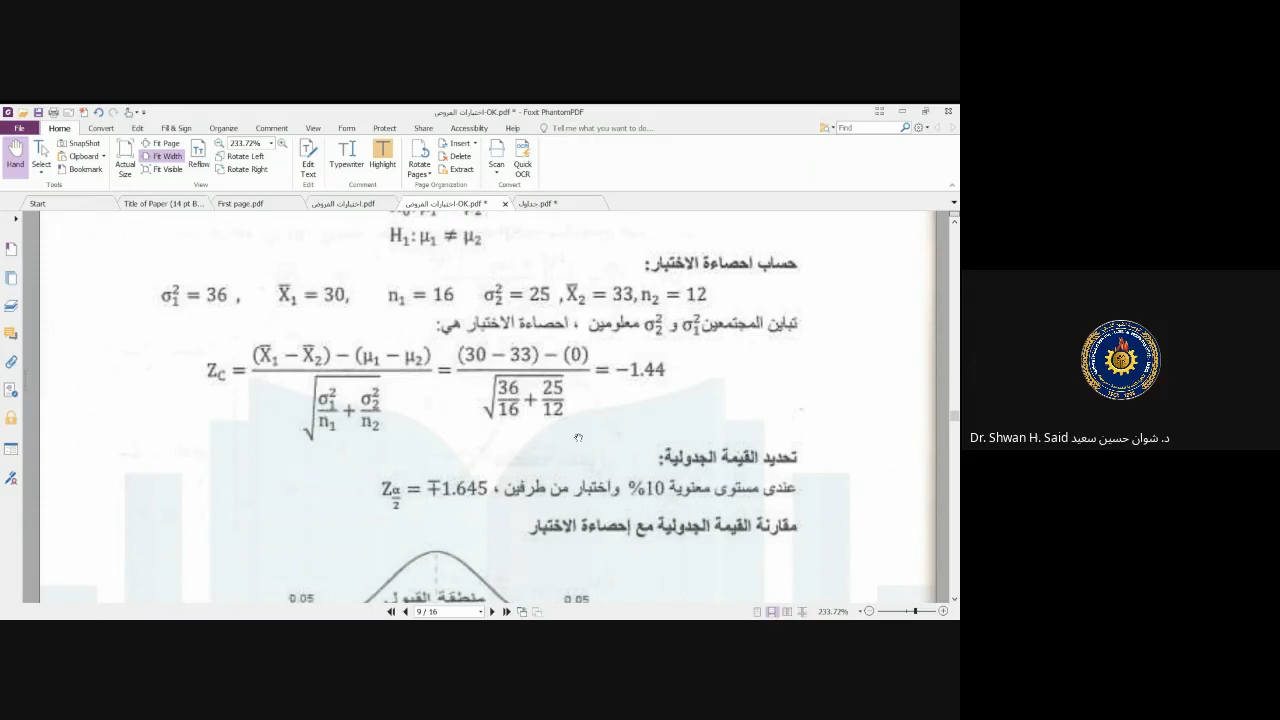 اختبارات الفروض-OK.pdf * - Foxit PhantomPDF
File Home Convert Edit Fill & Sign Organize Comment View Form Protect Share Accessibility Help Tell me what you want to do... Find
Hand Select SnapShot Clipboard Bookmark Actual Size Fit Page Fit Width Fit Visible Reflow 233.72% Rotate Left Rotate Right Edit Text Typewriter Highlight Rotate Pages Insert Delete Extract Scan Quick OCR
Tools View Edit Comment Page Organization Convert
Start Title of Paper (14 pt B... First page.pdf اختبارات الفروض.pdf اختبارات الفروض-OK.pdf * جداول.pdf *
H₁: μ₁ ≠ μ₂
حساب احصاءة الاختبار:
σ₁² = 36 , X̅₁ = 30, n₁ = 16 σ₂² = 25 , X̅₂ = 33, n₂ = 12
تباين المجتمعين σ₁² و σ₂² معلومين ، احصاءة الاختبار هي:
Z_C = ((X̅₁ − X̅₂) − (μ₁ − μ₂)) / √(σ₁²/n₁ + σ₂²/n₂) = ((30 − 33) − (0)) / √(36/16 + 25/12) = −1.44
تحديد القيمة الجدولية:
عندى مستوى معنوية 10% واختبار من طرفين ، Z_(α/2) = ∓1.645
مقارنة القيمة الجدولية مع إحصاءة الاختبار
0.05 منطقة القبول 0.05
9 / 16 233.72%
Dr. Shwan H. Said د. شوان حسين سعيد